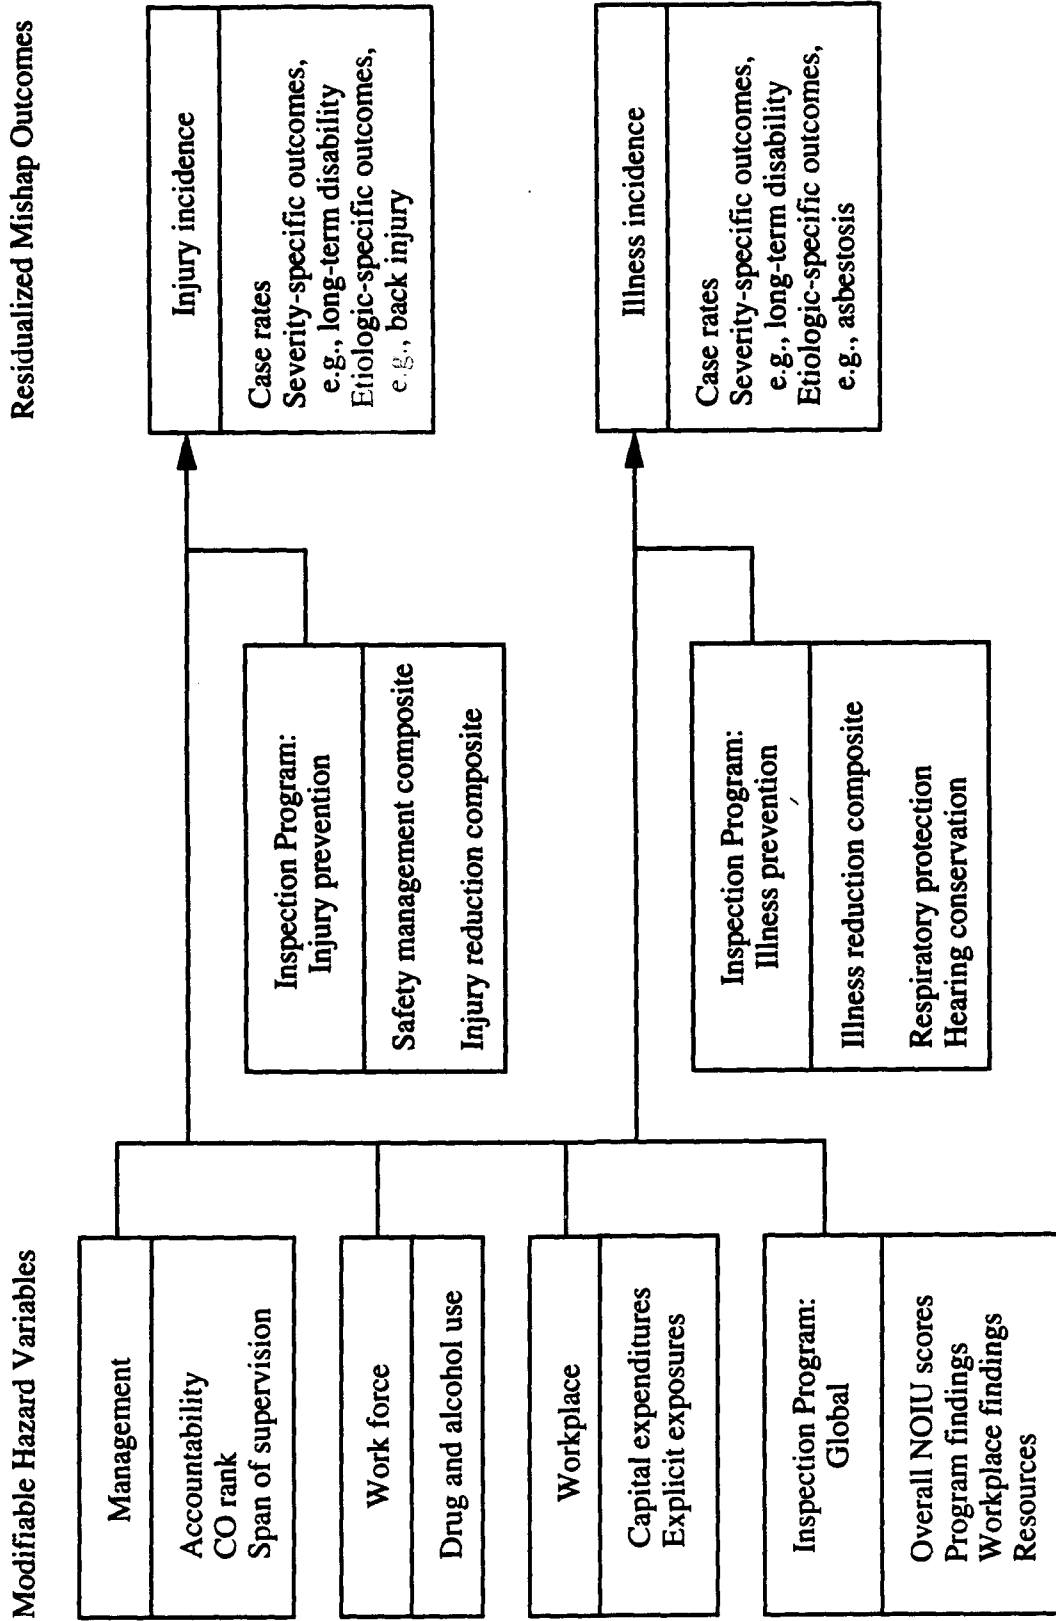 Modifiable Hazard Variables
Residualized Mishap Outcomes
Management
Acccountability
CO rank
Span of supervision
Work force
Drug and alcohol use
Workplace
Capital expenditures
Explicit exposures
Inspection Program:
Global
Overall NOIU scores
Program findings
Workplace findings
Resources
Inspection Program:
Injury prevention
Safety management composite
Injury reduction composite
Inspection Program:
Illness prevention
Illness reduction composite
Respiratory protection
Hearing conservation
Injury incidence
Case rates
Severity-specific outcomes,
e.g., long-term disability
Etiologic-specific outcomes,
e.g., back injury
Illness incidence
Case rates
Severity-specific outcomes,
e.g., long-term disability
Etiologic-specific outcomes,
e.g., asbestosis